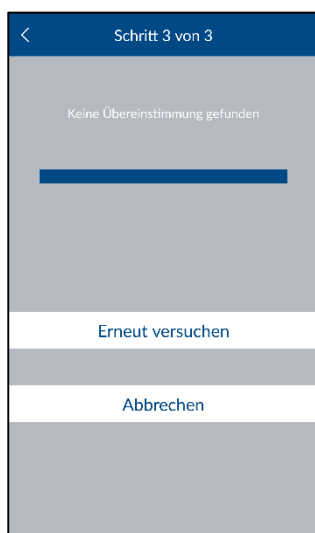 Schritt 3 von 3
Keine Übereinstimmung gefunden
Erneut versuchen
Abbrechen